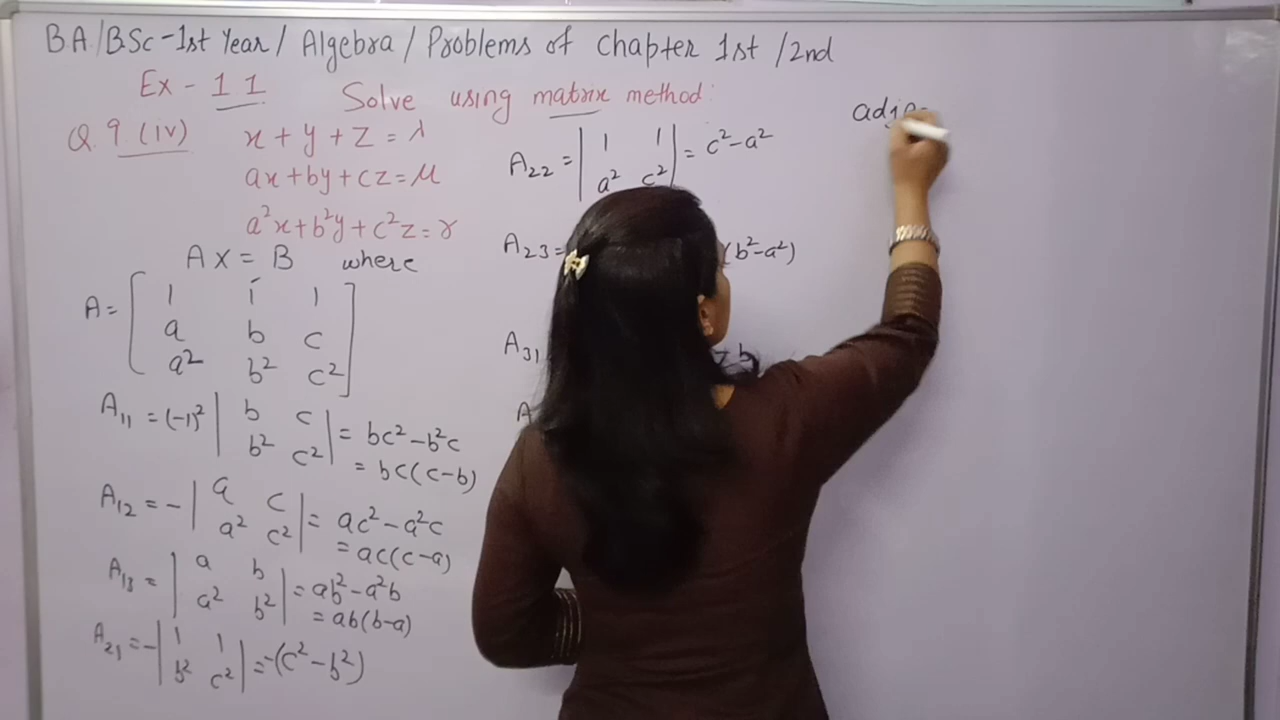 B.A./B.Sc-1st Year / Algebra / Problems of Chapter 1st / 2nd
Ex - 1 1 Solve using matrix method:
Q. 9. (iv) x + y + z = λ
ax + by + cz = μ
a²x + b²y + c²z = γ
AX = B where
A = [ 1 1 1
a b c
a² b² c² ]
A₁₁ = (-1)² | b c
b² c² | = bc² - b²c
= bc(c-b)
A₁₂ = - | a c
a² c² | = ac² - a²c
= ac(c-a)
A₁₃ = | a b
a² b² | = ab² - a²b
= ab(b-a)
A₂₁ = - | 1 1
b² c² | = -(c² - b²)
A₂₂ = | 1 1
a² c² | = c² - a²
A₂₃ = (b² - a²)
A₃₁ b
A
adj